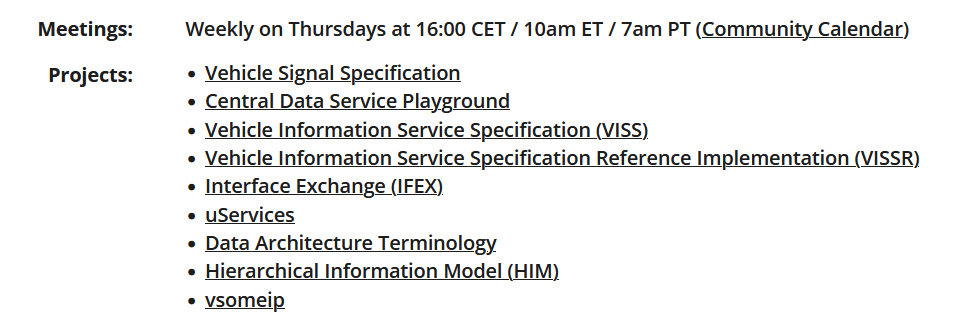 Meetings: Weekly on Thursdays at 16:00 CET / 10am ET / 7am PT (Community Calendar)
Projects: • Vehicle Signal Specification
• Central Data Service Playground
• Vehicle Information Service Specification (VISS)
• Vehicle Information Service Specification Reference Implementation (VISSR)
• Interface Exchange (IFEX)
• uServices
• Data Architecture Terminology
• Hierarchical Information Model (HIM)
• vsomeip